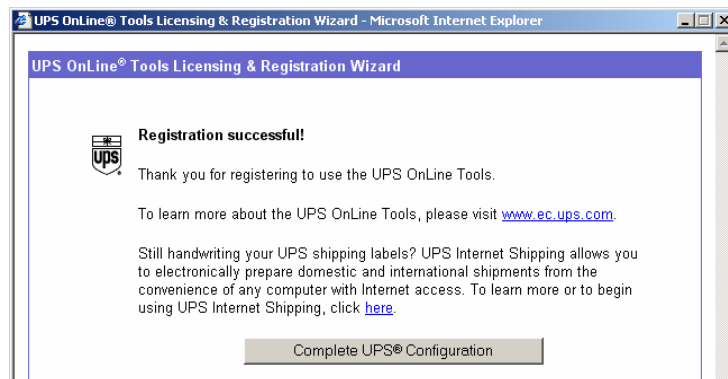 UPS OnLine® Tools Licensing & Registration Wizard - Microsoft Internet Explorer
UPS OnLine® Tools Licensing & Registration Wizard
ups
Registration successful!
Thank you for registering to use the UPS OnLine Tools.
To learn more about the UPS OnLine Tools, please visit www.ec.ups.com.
Still handwriting your UPS shipping labels? UPS Internet Shipping allows you
to electronically prepare domestic and international shipments from the
convenience of any computer with Internet access. To learn more or to begin
using UPS Internet Shipping, click here.
Complete UPS® Configuration